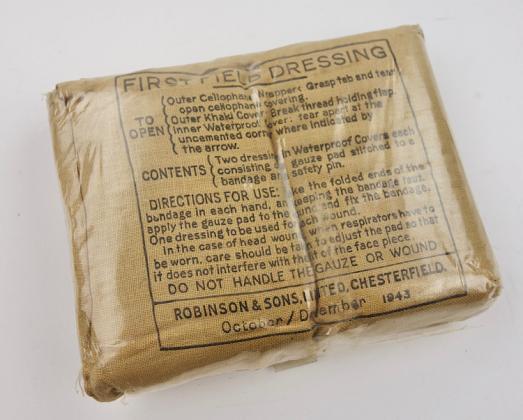 FIRST FIELD DRESSING
TO OPEN
Outer Cellophane Wrapper: Grasp tab and tear
open cellophane covering.
Outer Khaki Cover: Break thread holding flap.
Inner Waterproof Cover: tear apart at the
uncemented corner where indicated by
the arrow.
CONTENTS
Two dressings in Waterproof Covers each
consisting of gauze pad stitched to a
bandage and safety pin.
DIRECTIONS FOR USE: Take the folded ends of the
bandage in each hand, and keeping the bandage taut,
apply the gauze pad to the wound and fix the bandage.
One dressing to be used for each wound.
In the case of head wounds when respirators have to
be worn, care should be taken to adjust the pad so that
it does not interfere with the fit of the face piece.
DO NOT HANDLE THE GAUZE OR WOUND
ROBINSON & SONS, LIMITED, CHESTERFIELD.
October / December 1943